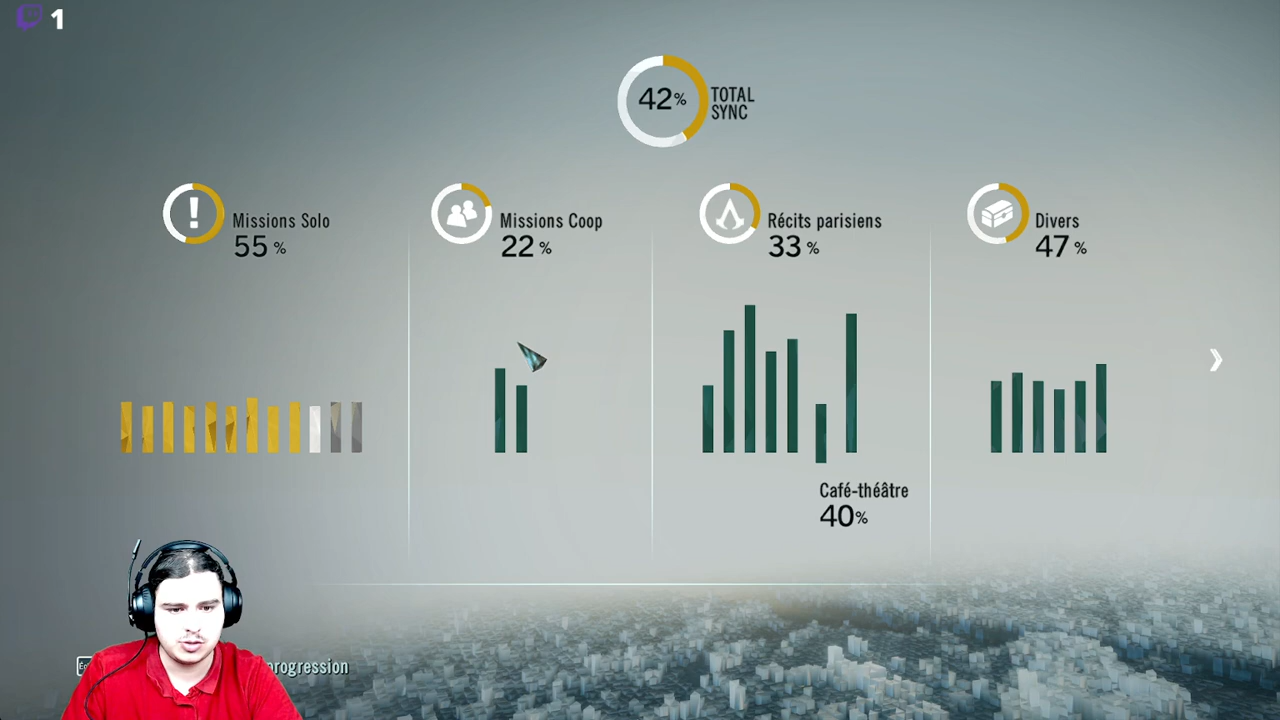 1
42%
TOTAL
SYNC
Missions Solo
55 %
Missions Coop
22 %
Récits parisiens
33 %
Divers
47 %
Café-théâtre
40%
progression